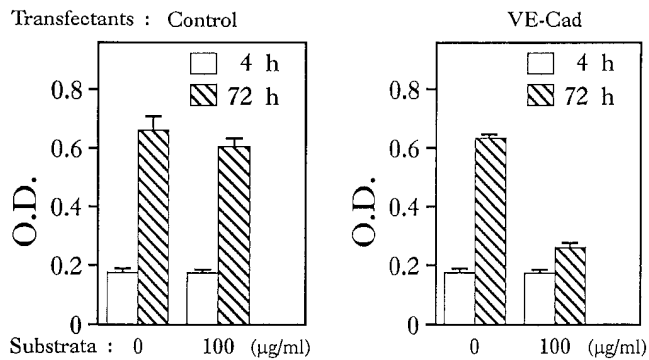 Transfectants : Control
VE-Cad
4 h
72 h
0.8
0.6
0.4
0.2
0
O.D.
4 h
72 h
0.8
0.6
0.4
0.2
0
O.D.
Substrata : 0 100 (μg/ml)
0 100 (μg/ml)